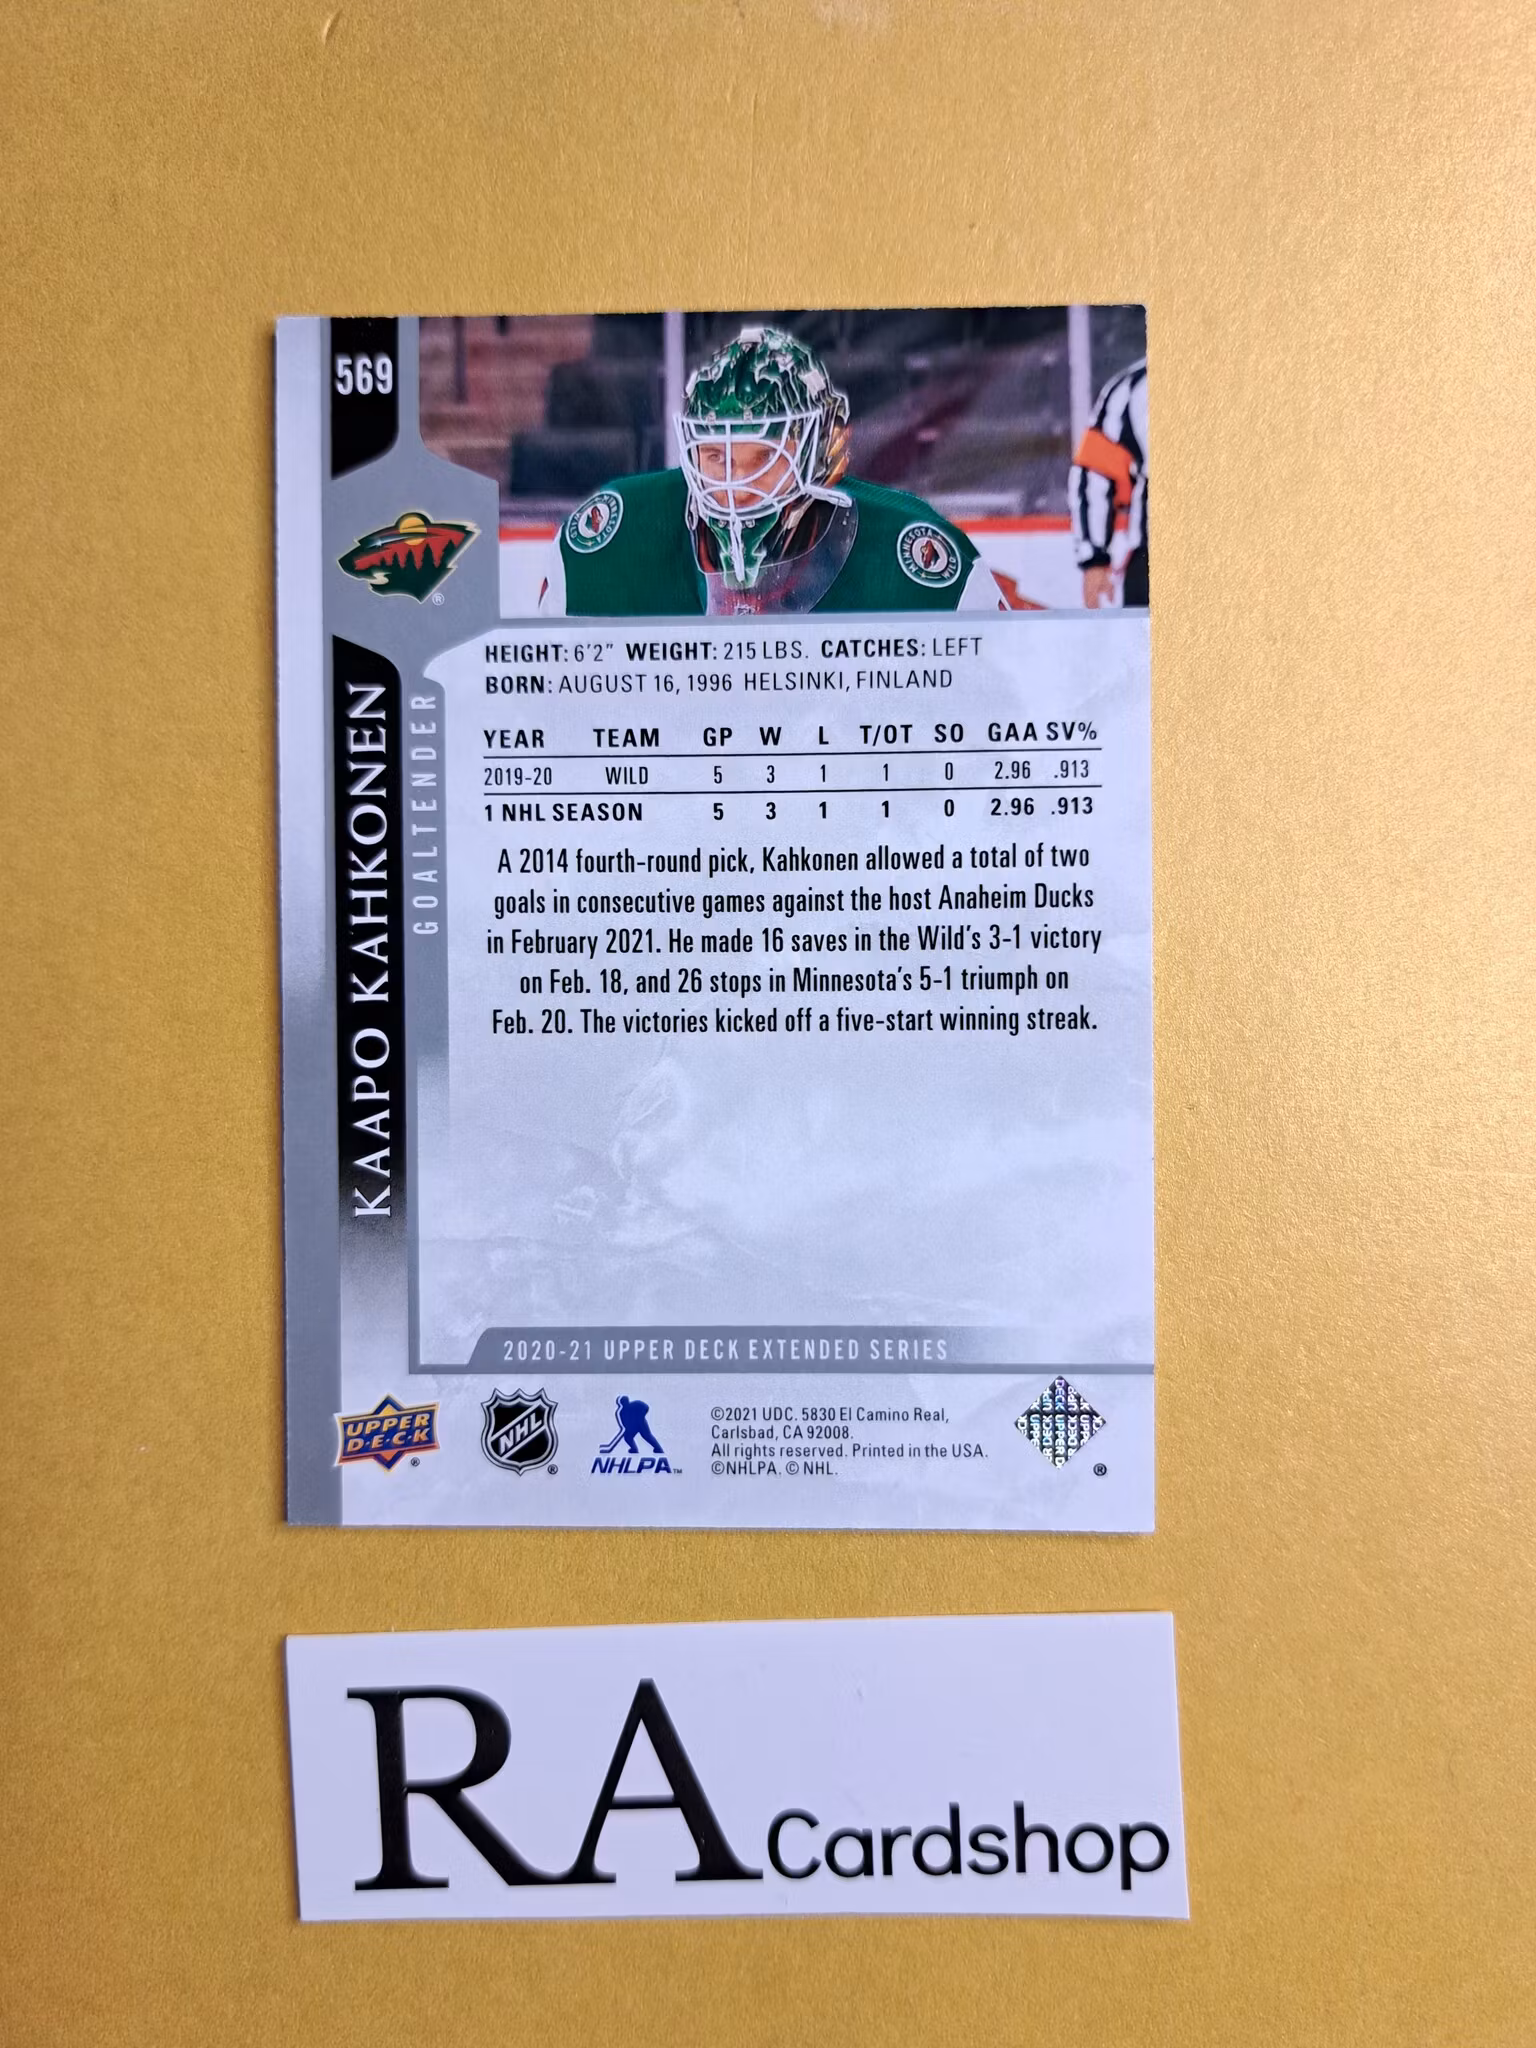 569
KAAPO KAHKONEN
GOALTENDER
MINNESOTA WILD
HEIGHT: 6'2" WEIGHT: 215 LBS. CATCHES: LEFT
BORN: AUGUST 16, 1996 HELSINKI, FINLAND
YEAR TEAM GP W L T/OT SO GAA SV%
2019-20 WILD 5 3 1 1 0 2.96 .913
1 NHL SEASON 5 3 1 1 0 2.96 .913
A 2014 fourth-round pick, Kahkonen allowed a total of two
goals in consecutive games against the host Anaheim Ducks
in February 2021. He made 16 saves in the Wild's 3-1 victory
on Feb. 18, and 26 stops in Minnesota's 5-1 triumph on
Feb. 20. The victories kicked off a five-start winning streak.
2020-21 UPPER DECK EXTENDED SERIES
UPPER
DECK
®
NHL
®
NHLPA™
©2021 UDC. 5830 El Camino Real,
Carlsbad, CA 92008.
All rights reserved. Printed in the USA.
©NHLPA. © NHL.
®
RA Cardshop